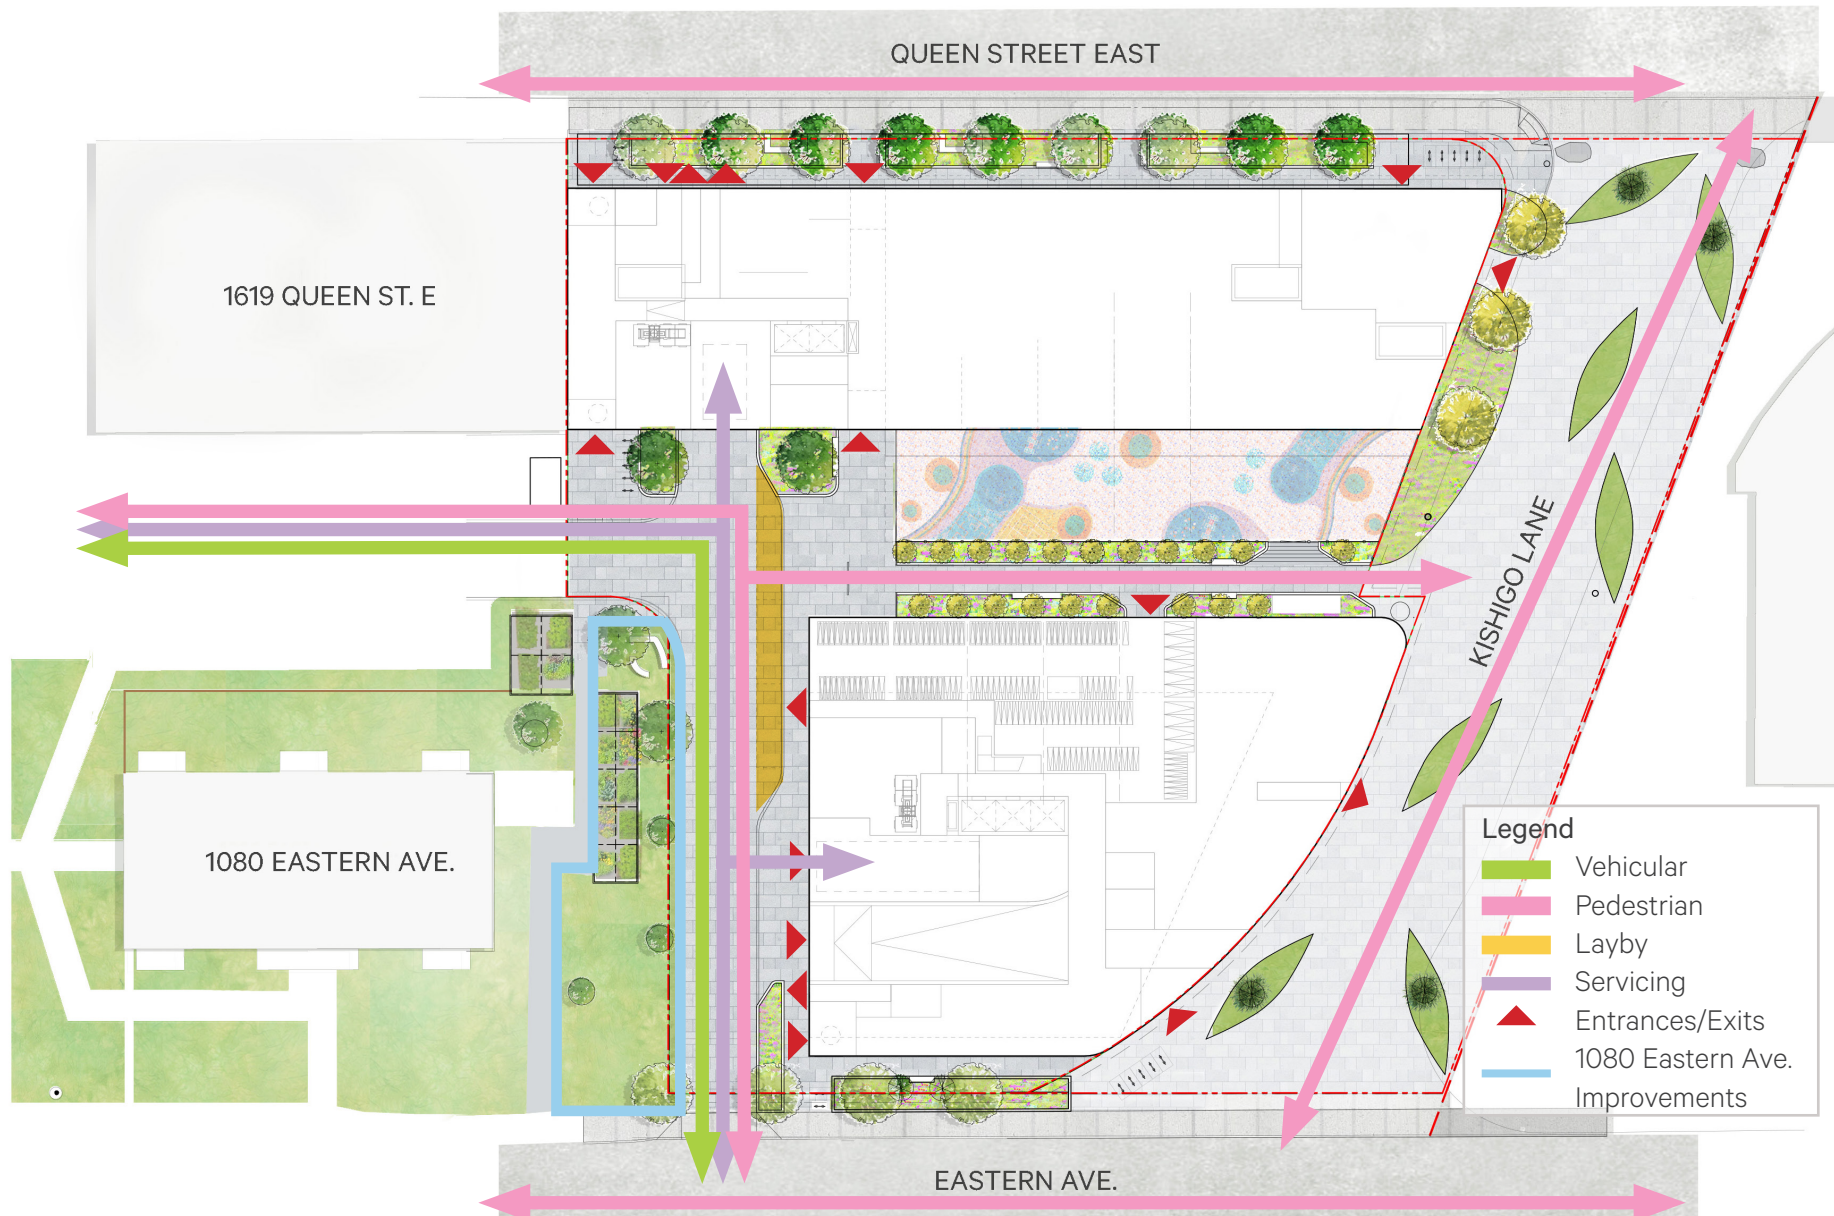 QUEEN STREET EAST
1619 QUEEN ST. E
KISHIGO LANE
1080 EASTERN AVE.
Legend
Vehicular
Pedestrian
Layby
Servicing
Entrances/Exits
1080 Eastern Ave.
Improvements
EASTERN AVE.